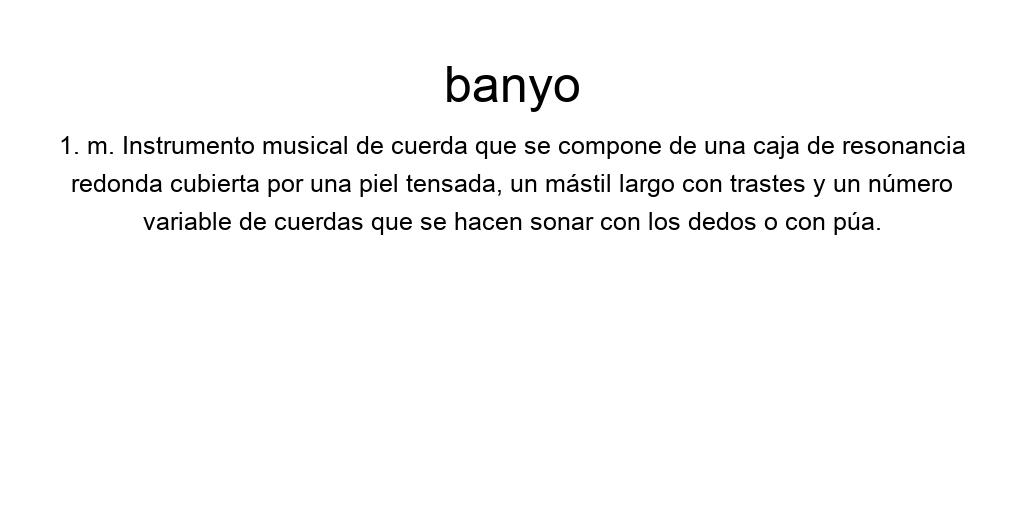 banyo
1. m. Instrumento musical de cuerda que se compone de una caja de resonancia
redonda cubierta por una piel tensada, un mástil largo con trastes y un número
variable de cuerdas que se hacen sonar con los dedos o con púa.